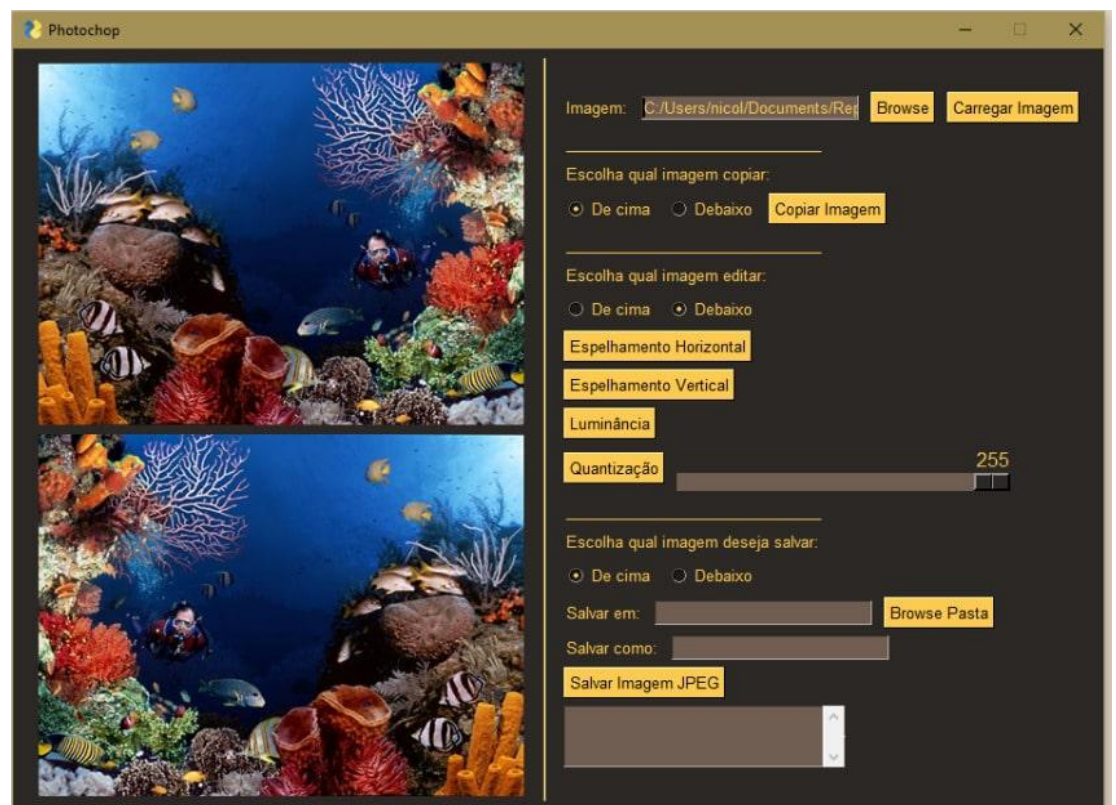 Photochop
Imagem: C:/Users/nicol/Documents/Rep Browse Carregar Imagem
Escolha qual imagem copiar:
De cima Debaixo Copiar Imagem
Escolha qual imagem editar:
De cima Debaixo
Espelhamento Horizontal
Espelhamento Vertical
Luminância
255
Quantização
Escolha qual imagem deseja salvar:
De cima Debaixo
Salvar em: Browse Pasta
Salvar como:
Salvar Imagem JPEG